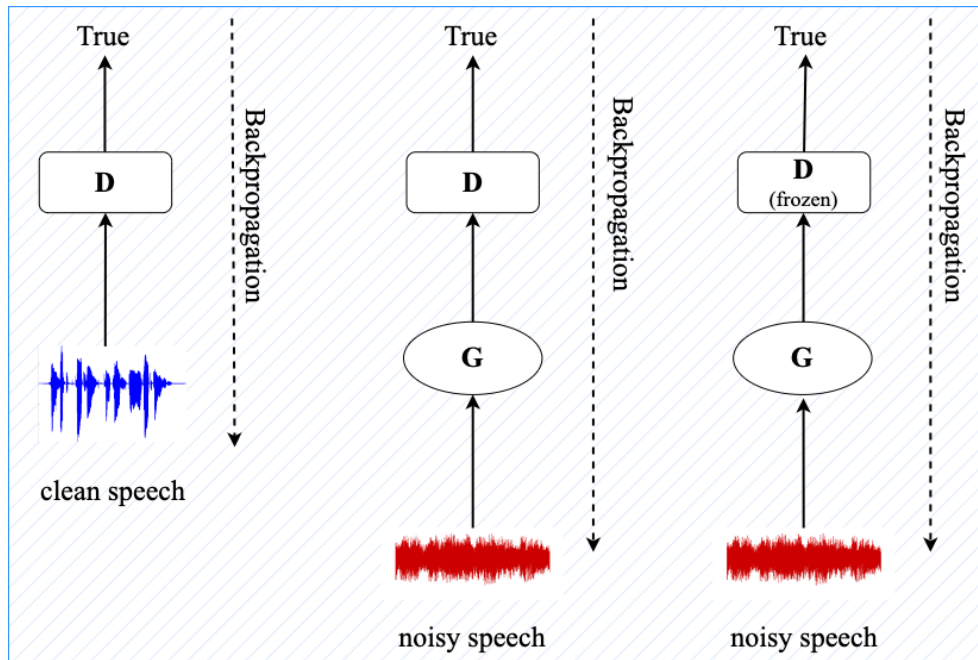 True
D
clean speech
Backpropagation
True
D
G
noisy speech
Backpropagation
True
D
(frozen)
G
noisy speech
Backpropagation